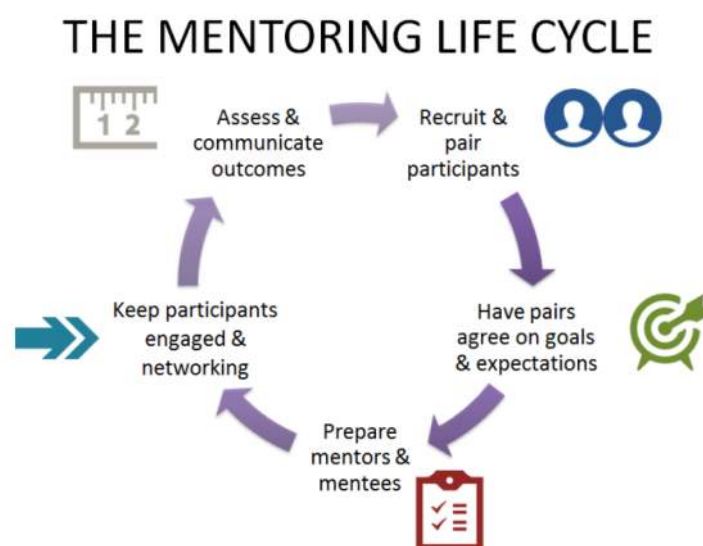 THE MENTORING LIFE CYCLE
Assess &
communicate
outcomes
Recruit &
pair
participants
Have pairs
agree on goals
& expectations
Prepare
mentors &
mentees
Keep participants
engaged &
networking
1 2